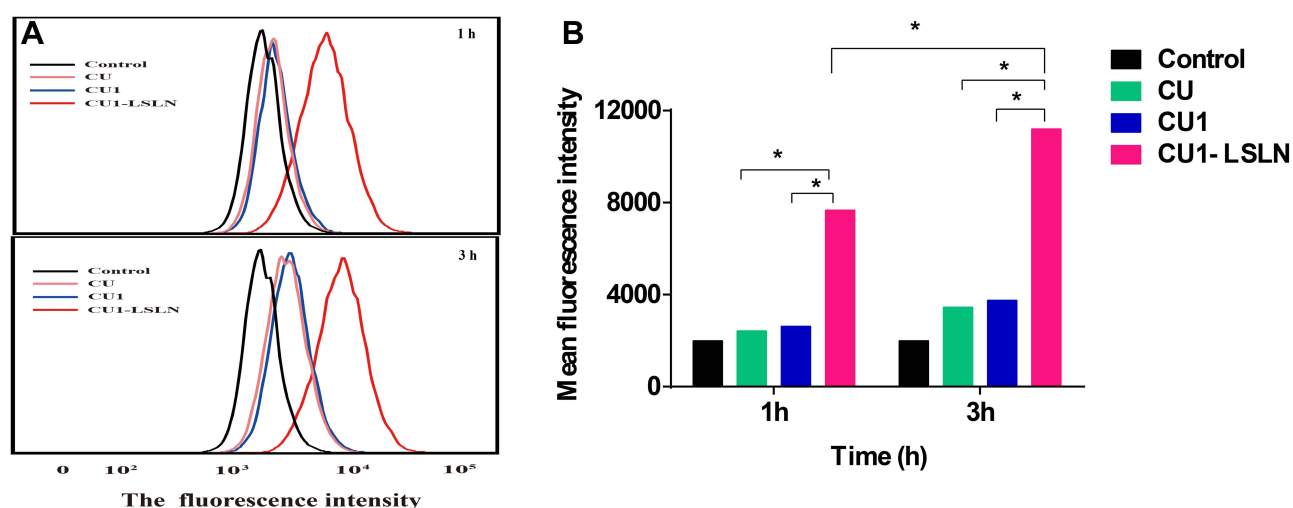 A
1 h
Control
CU
CU1
CU1-LSLN
3 h
Control
CU
CU1
CU1-LSLN
0 10² 10³ 10⁴ 10⁵
The fluorescence intensity
B
*
*
*
*
*
Control
CU
CU1
CU1- LSLN
Mean fluorescence intensity
12000
8000
4000
0
1h 3h
Time (h)